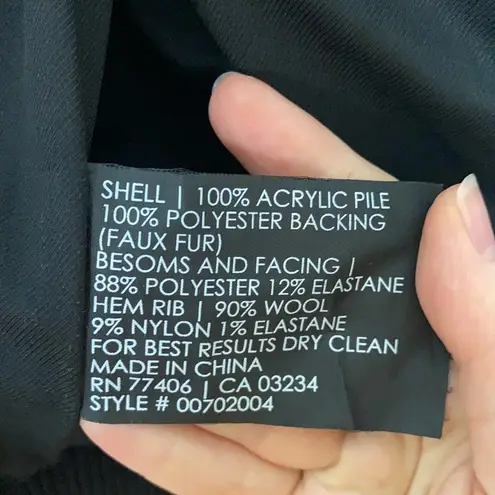 SHELL | 100% ACRYLIC PILE
100% POLYESTER BACKING
(FAUX FUR)
BESOMS AND FACING |
88% POLYESTER 12% ELASTANE
HEM RIB | 90% WOOL
9% NYLON 1% ELASTANE
FOR BEST RESULTS DRY CLEAN
MADE IN CHINA
RN 77406 | CA 03234
STYLE # 00702004